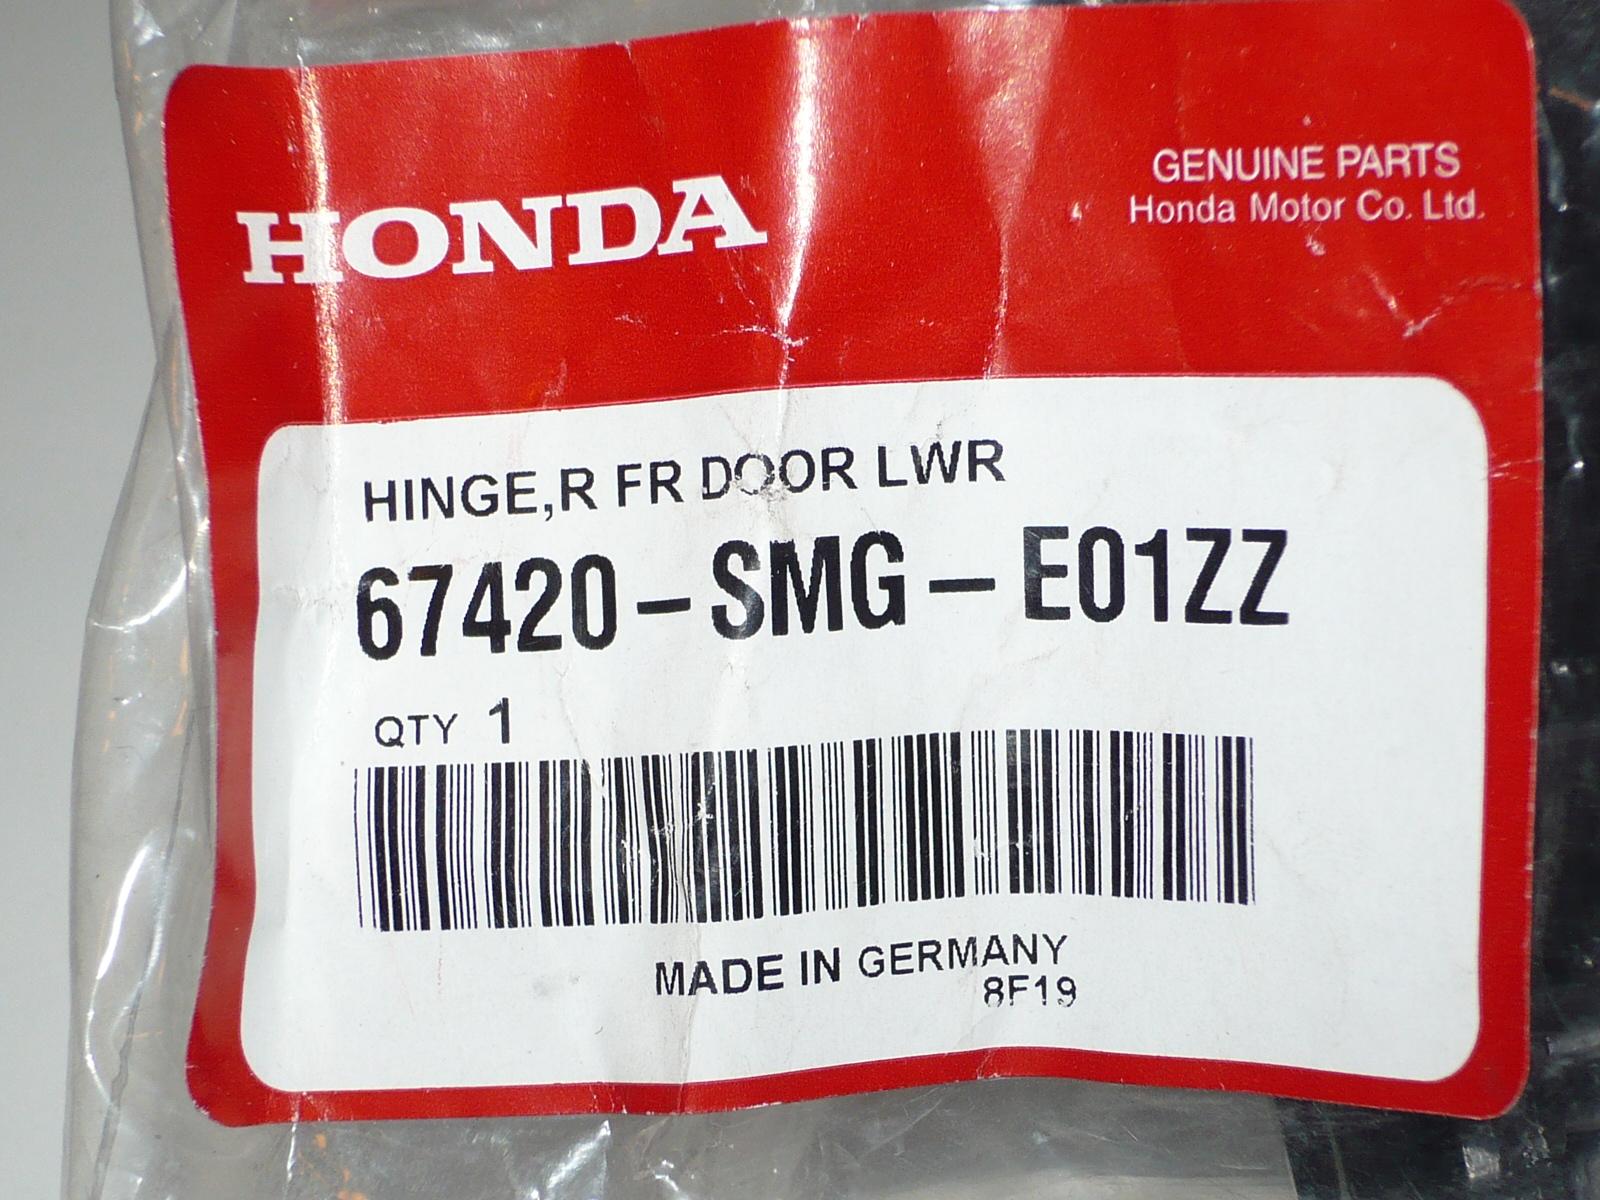 HONDA
GENUINE PARTS
Honda Motor Co. Ltd.
HINGE,R FR DOOR LWR
67420-SMG-E01ZZ
QTY 1
MADE IN GERMANY
8F19